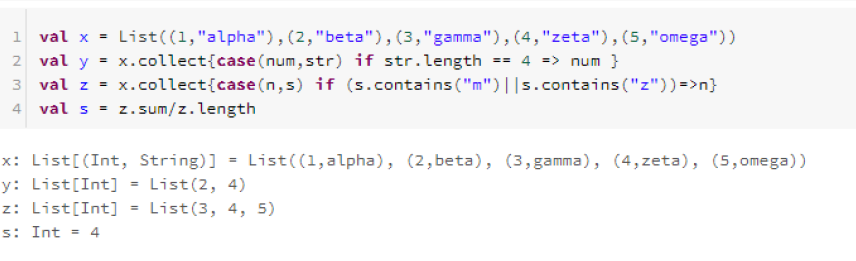 1 val x = List((1,"alpha"),(2,"beta"),(3,"gamma"),(4,"zeta"),(5,"omega"))
2 val y = x.collect{case(num,str) if str.length == 4 => num }
3 val z = x.collect{case(n,s) if (s.contains("m")||s.contains("z"))=>n}
4 val s = z.sum/z.length
x: List[(Int, String)] = List((1,alpha), (2,beta), (3,gamma), (4,zeta), (5,omega))
y: List[Int] = List(2, 4)
z: List[Int] = List(3, 4, 5)
s: Int = 4